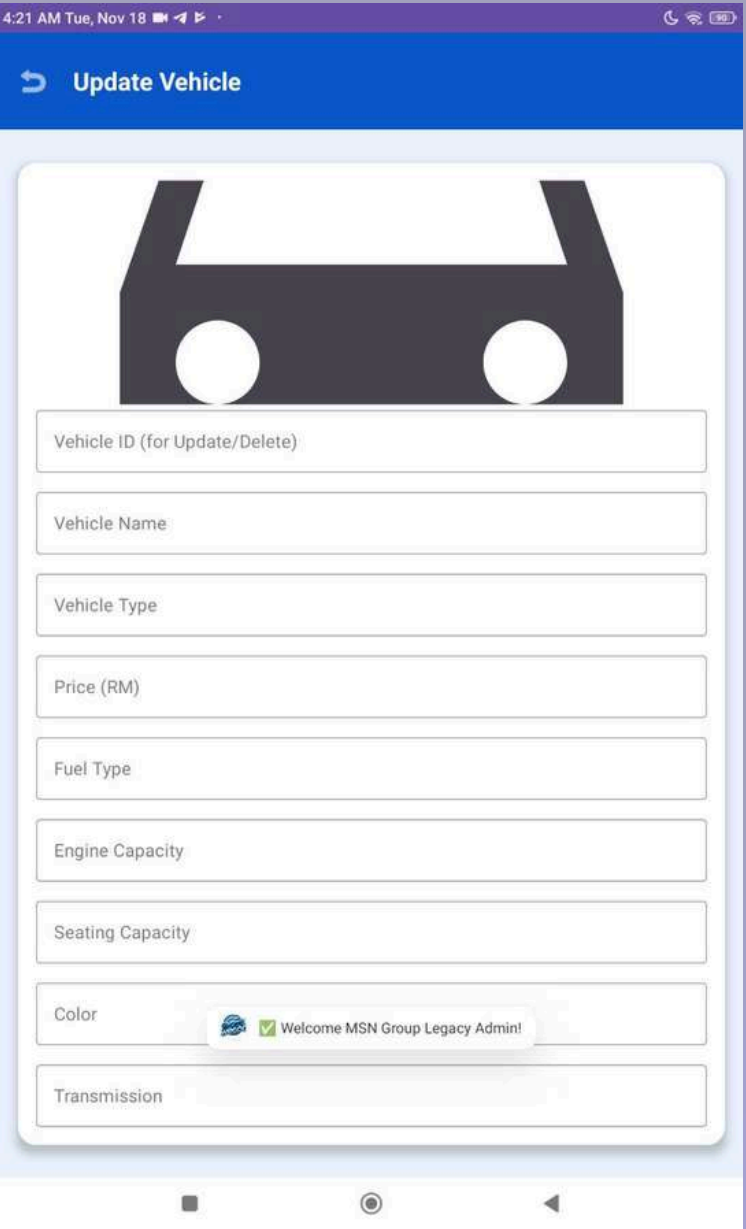 4:21 AM Tue, Nov 18
90
Update Vehicle
Vehicle ID (for Update/Delete)
Vehicle Name
Vehicle Type
Price (RM)
Fuel Type
Engine Capacity
Seating Capacity
Color
✅ Welcome MSN Group Legacy Admin!
Transmission